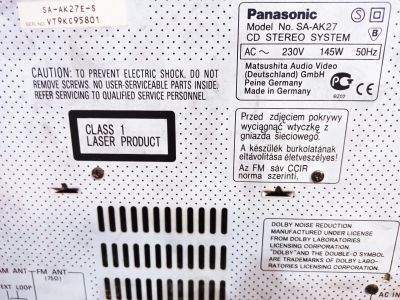 SA-AK27E-S
SERIAL NO. VT9KC95801
Panasonic
Model No. SA-AK27
CD STEREO SYSTEM
AC ~ 230V 145W 50Hz
Matsushita Audio Video
(Deutschland) GmbH
Peine Germany
Made in Germany
CAUTION: TO PREVENT ELECTRIC SHOCK, DO NOT
REMOVE SCREWS. NO USER-SERVICEABLE PARTS INSIDE.
REFER SERVICING TO QUALIFIED SERVICE PERSONNEL.
CLASS 1
LASER PRODUCT
Przed zdjęciem pokrywy
wyciągnąć wtyczkę z
gniazda sieciowego.
A készülék burkolatának
eltávolítása életveszélyes!
Az FM sáv CCIR
norma szerinti.
DOLBY NOISE REDUCTION
MANUFACTURED UNDER LICENSE
FROM DOLBY LABORATORIES
LICENSING CORPORATION.
"DOLBY" AND THE DOUBLE-D SYMBOL
ARE TRADEMARKS OF DOLBY LABO-
RATORIES LICENSING CORPORATION.
AM ANT
FM ANT
(75Ω)
EXT LOOP
AC IN